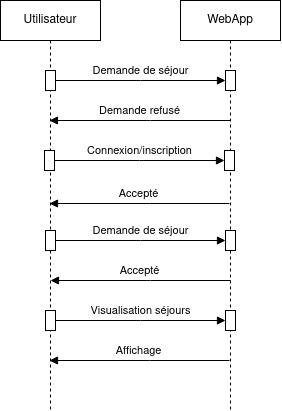 Utilisateur
WebApp
Demande de séjour
Demande refusé
Connexion/inscription
Accepté
Demande de séjour
Accepté
Visualisation séjours
Affichage